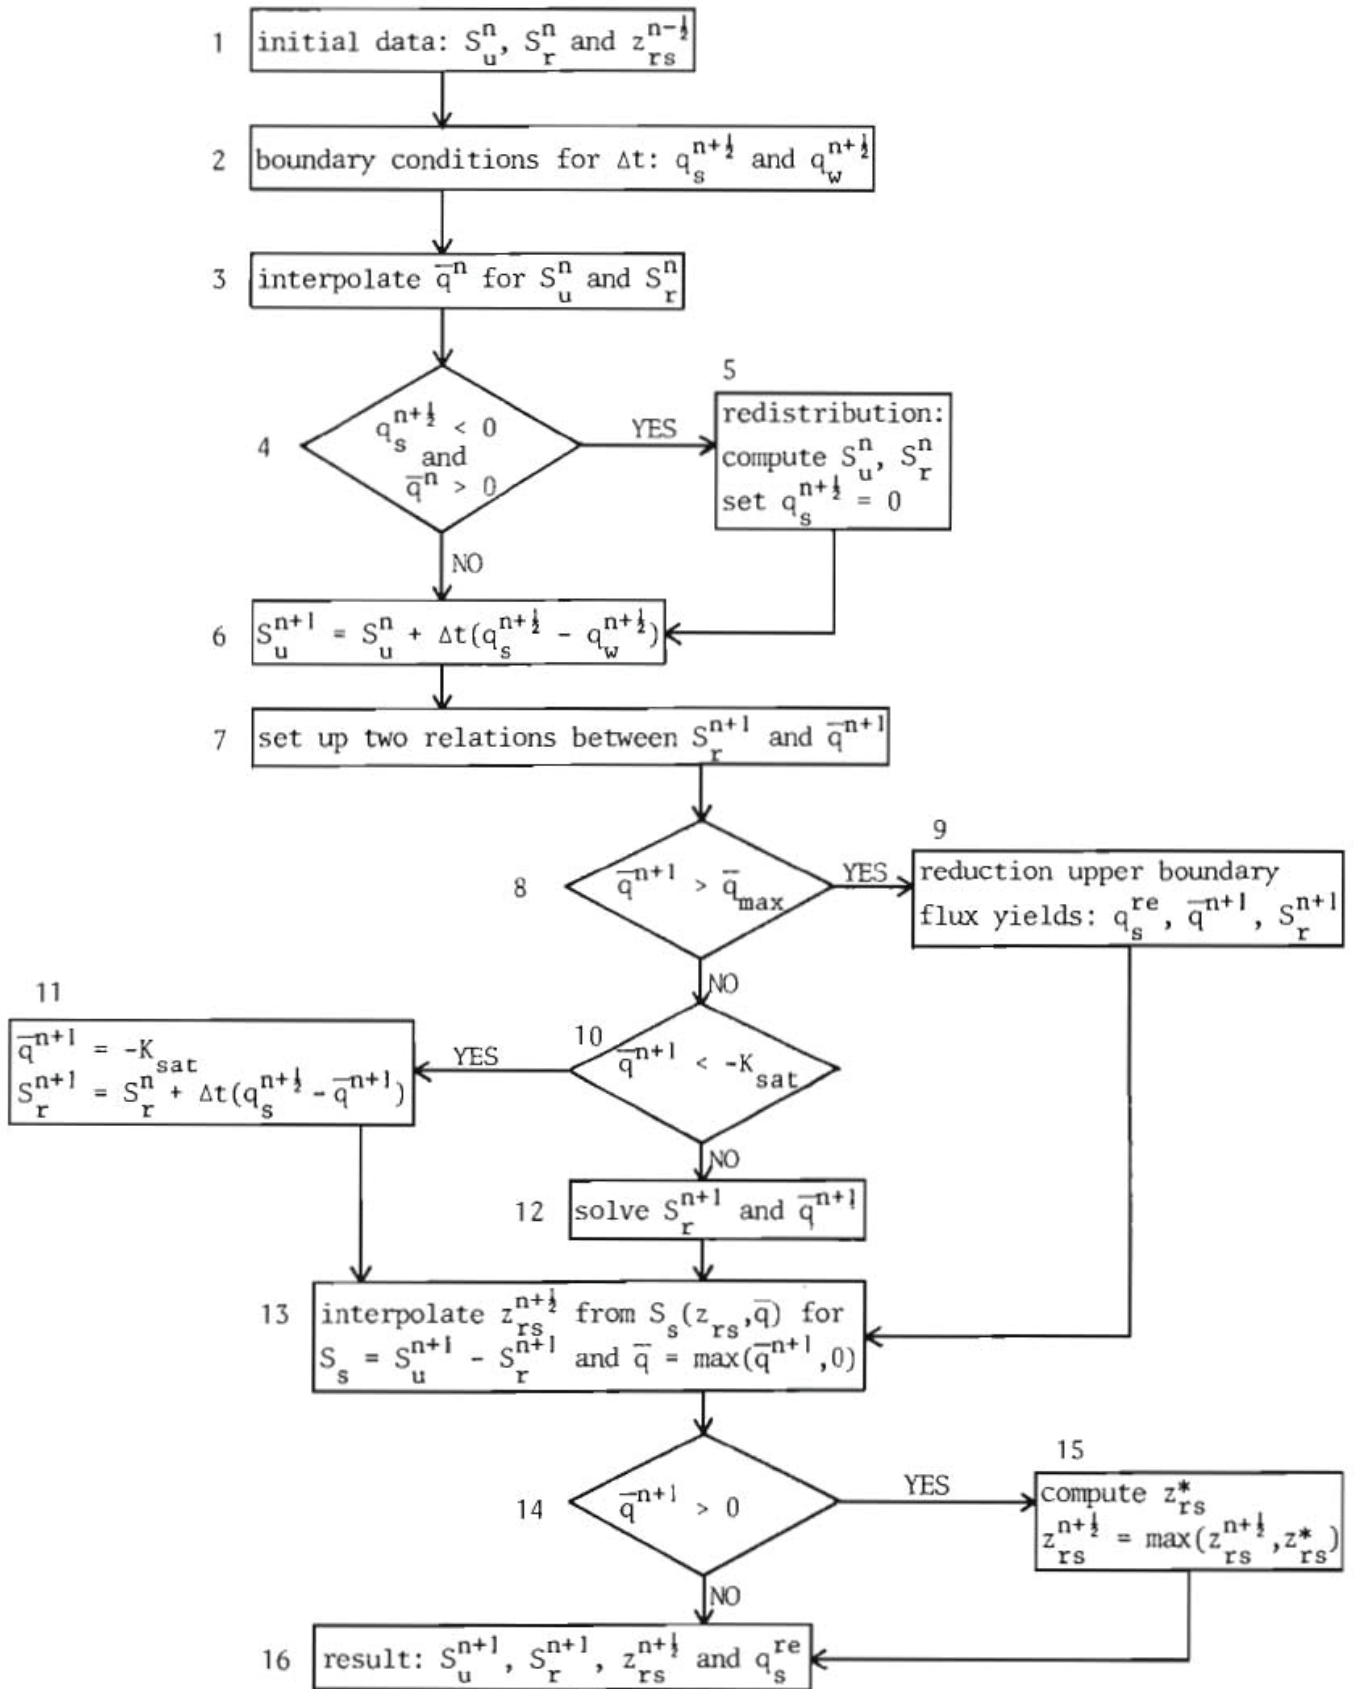 1 initial data: S_u^n, S_r^n and z_rs^{n-½}
2 boundary conditions for Δt: q_s^{n+½} and q_w^{n+½}
3 interpolate q̄^n for S_u^n and S_r^n
4
q_s^{n+½} < 0
and
q̄^n > 0
YES
NO
5
redistribution:
compute S_u^n, S_r^n
set q_s^{n+½} = 0
6 S_u^{n+1} = S_u^n + Δt(q_s^{n+½} - q_w^{n+½})
7 set up two relations between S_r^{n+1} and q̄^{n+1}
8 q̄^{n+1} > q̄_max
YES
NO
9
reduction upper boundary
flux yields: q_s^{re}, q̄^{n+1}, S_r^{n+1}
10 q̄^{n+1} < -K_sat
YES
NO
11
q̄^{n+1} = -K_sat
S_r^{n+1} = S_r^n + Δt(q_s^{n+½} - q̄^{n+1})
12 solve S_r^{n+1} and q̄^{n+1}
13 interpolate z_rs^{n+½} from S_s(z_rs,q̄) for
S_s = S_u^{n+1} - S_r^{n+1} and q̄ = max(q̄^{n+1},0)
14 q̄^{n+1} > 0
YES
NO
15
compute z_rs^*
z_rs^{n+½} = max(z_rs^{n+½},z_rs^*)
16 result: S_u^{n+1}, S_r^{n+1}, z_rs^{n+½} and q_s^{re}